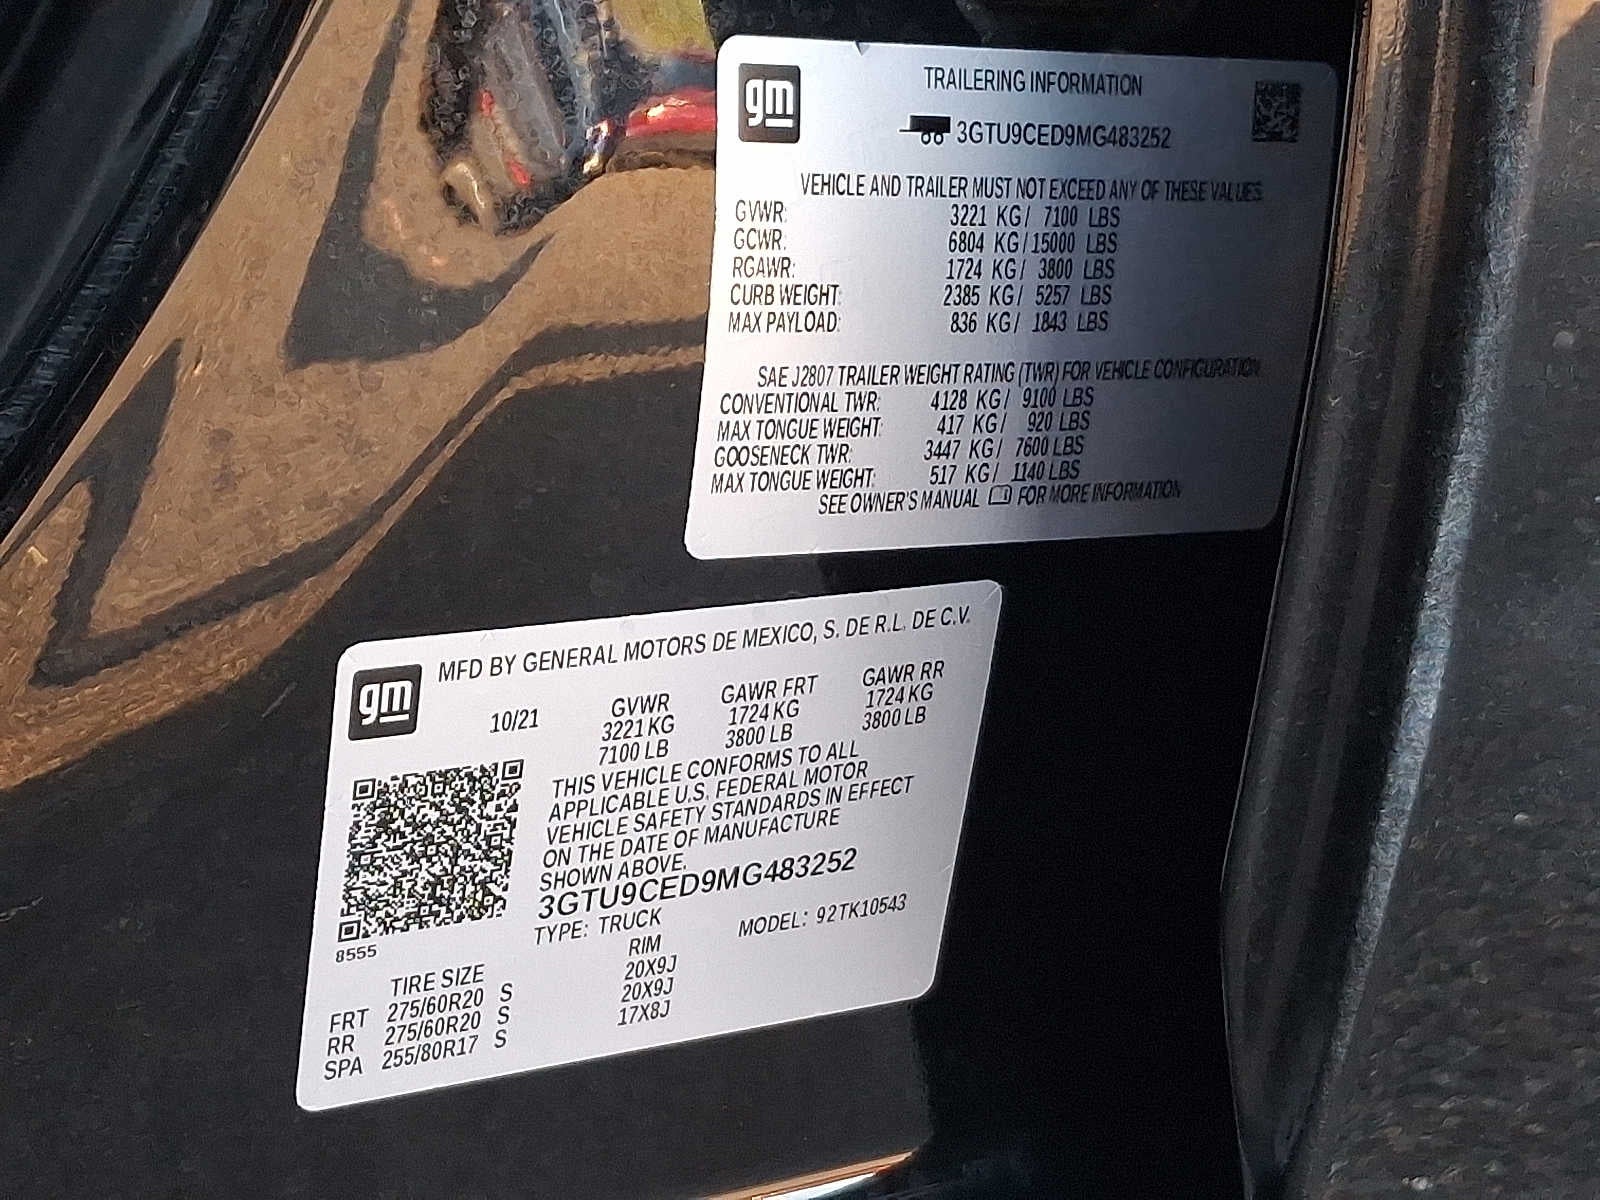 gm
TRAILERING INFORMATION
3GTU9CED9MG483252
VEHICLE AND TRAILER MUST NOT EXCEED ANY OF THESE VALUES.
GVWR: 3221 KG/ 7100 LBS
GCWR: 6804 KG/ 15000 LBS
RGAWR: 1724 KG/ 3800 LBS
CURB WEIGHT: 2385 KG/ 5257 LBS
MAX PAYLOAD: 836 KG/ 1843 LBS
SAE J2807 TRAILER WEIGHT RATING (TWR) FOR VEHICLE CONFIGURATION
CONVENTIONAL TWR: 4128 KG/ 9100 LBS
MAX TONGUE WEIGHT: 417 KG/ 920 LBS
GOOSENECK TWR: 3447 KG/ 7600 LBS
MAX TONGUE WEIGHT: 517 KG/ 1140 LBS
SEE OWNER'S MANUAL FOR MORE INFORMATION
gm
MFD BY GENERAL MOTORS DE MEXICO, S. DE R.L. DE C.V.
10/21 GVWR GAWR FRT GAWR RR
3221 KG 1724 KG 1724 KG
7100 LB 3800 LB 3800 LB
THIS VEHICLE CONFORMS TO ALL
APPLICABLE U.S. FEDERAL MOTOR
VEHICLE SAFETY STANDARDS IN EFFECT
ON THE DATE OF MANUFACTURE
SHOWN ABOVE.
3GTU9CED9MG483252
TYPE: TRUCK MODEL: 92TK10543
8555
TIRE SIZE RIM
FRT 275/60R20 S 20X9J
RR 275/60R20 S 20X9J
SPA 255/80R17 S 17X8J